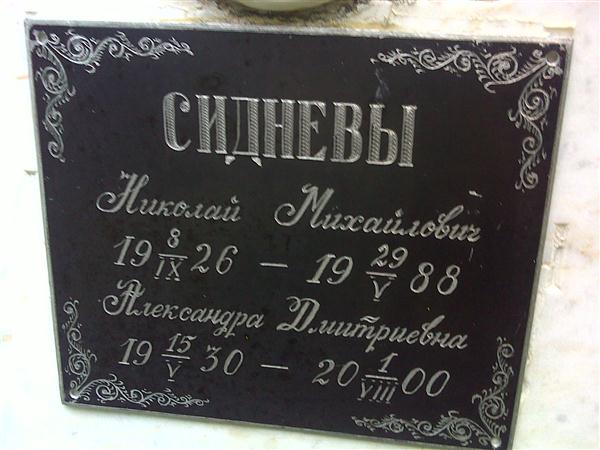 СИДНЕВЫ
Николай Михайлович
19 8/IX 26 — 19 29/V 88
Александра Дмитриевна
19 15/V 30 — 20 1/VIII 00